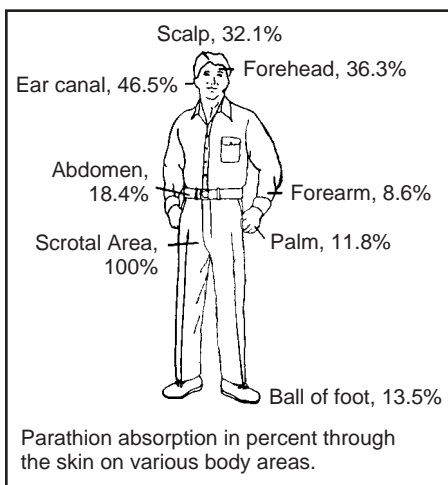 Scalp, 32.1%
Forehead, 36.3%
Ear canal, 46.5%
Abdomen,
18.4%
Forearm, 8.6%
Scrotal Area,
100%
Palm, 11.8%
Ball of foot, 13.5%
Parathion absorption in percent through
the skin on various body areas.